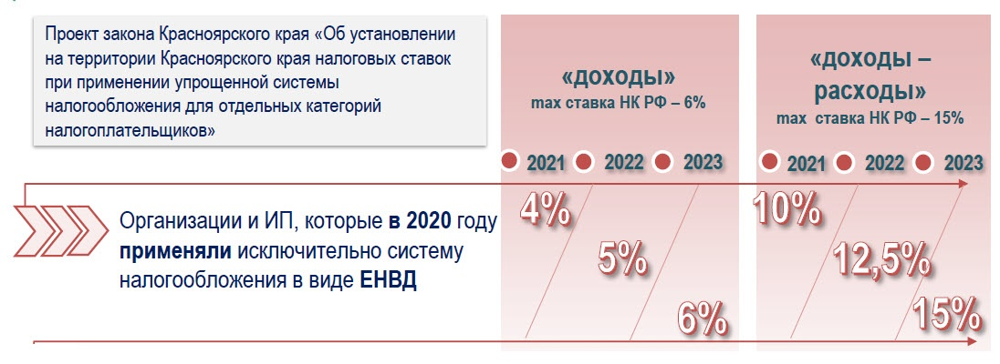 Проект закона Красноярского края «Об установлении
на территории Красноярского края налоговых ставок
при применении упрощенной системы
налогообложения для отдельных категорий
налогоплательщиков»
«доходы»
max ставка НК РФ – 6%
2021 2022 2023
«доходы –
расходы»
max ставка НК РФ – 15%
2021 2022 2023
Организации и ИП, которые в 2020 году
применяли исключительно систему
налогообложения в виде ЕНВД
4%
5%
6%
10%
12,5%
15%